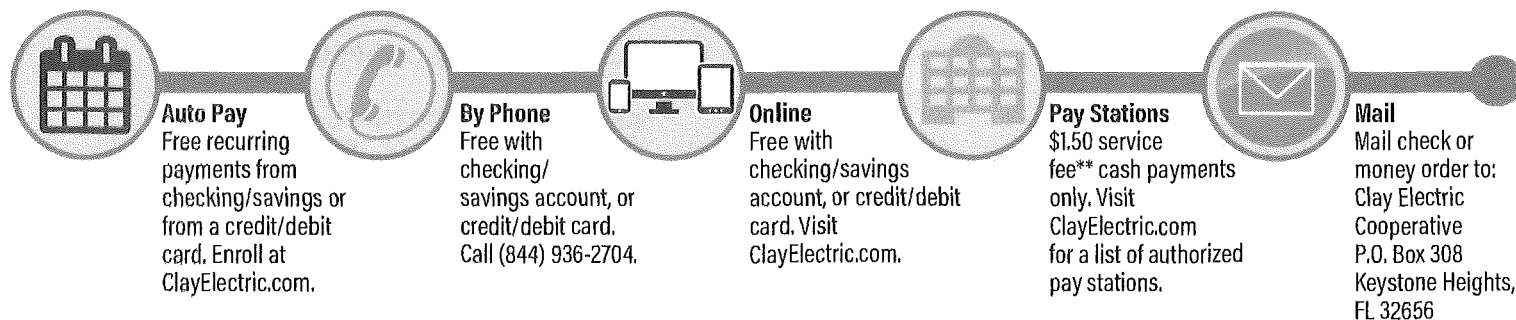 Auto Pay
Free recurring
payments from
checking/savings or
from a credit/debit
card. Enroll at
ClayElectric.com.
By Phone
Free with
checking/
savings account, or
credit/debit card.
Call (844) 936-2704.
Online
Free with
checking/savings
account, or credit/debit
card. Visit
ClayElectric.com.
Pay Stations
$1.50 service
fee** cash payments
only. Visit
ClayElectric.com
for a list of authorized
pay stations.
Mail
Mail check or
money order to:
Clay Electric
Cooperative
P.O. Box 308
Keystone Heights,
FL 32656